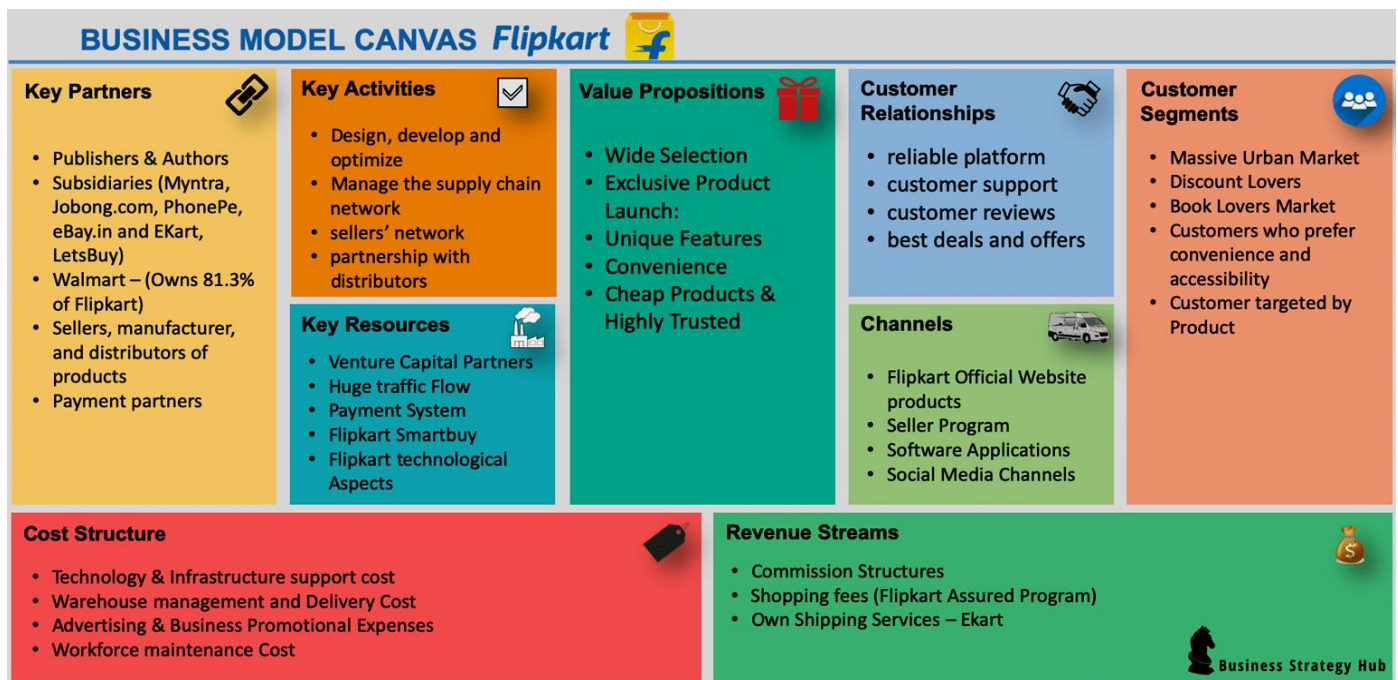 BUSINESS MODEL CANVAS Flipkart
Key Partners
• Publishers & Authors
• Subsidiaries (Myntra,
Jobong.com, PhonePe,
eBay.in and EKart,
LetsBuy)
• Walmart – (Owns 81.3%
of Flipkart)
• Sellers, manufacturer,
and distributors of
products
• Payment partners
Key Activities
• Design, develop and
optimize
• Manage the supply chain
network
• sellers’ network
• partnership with
distributors
Key Resources
• Venture Capital Partners
• Huge traffic Flow
• Payment System
• Flipkart Smartbuy
• Flipkart technological
Aspects
Value Propositions
• Wide Selection
• Exclusive Product
Launch:
• Unique Features
• Convenience
• Cheap Products &
Highly Trusted
Customer
Relationships
• reliable platform
• customer support
• customer reviews
• best deals and offers
Channels
• Flipkart Official Website
products
• Seller Program
• Software Applications
• Social Media Channels
Customer
Segments
• Massive Urban Market
• Discount Lovers
• Book Lovers Market
• Customers who prefer
convenience and
accessibility
• Customer targeted by
Product
Cost Structure
• Technology & Infrastructure support cost
• Warehouse management and Delivery Cost
• Advertising & Business Promotional Expenses
• Workforce maintenance Cost
Revenue Streams
• Commission Structures
• Shopping fees (Flipkart Assured Program)
• Own Shipping Services – Ekart
Business Strategy Hub